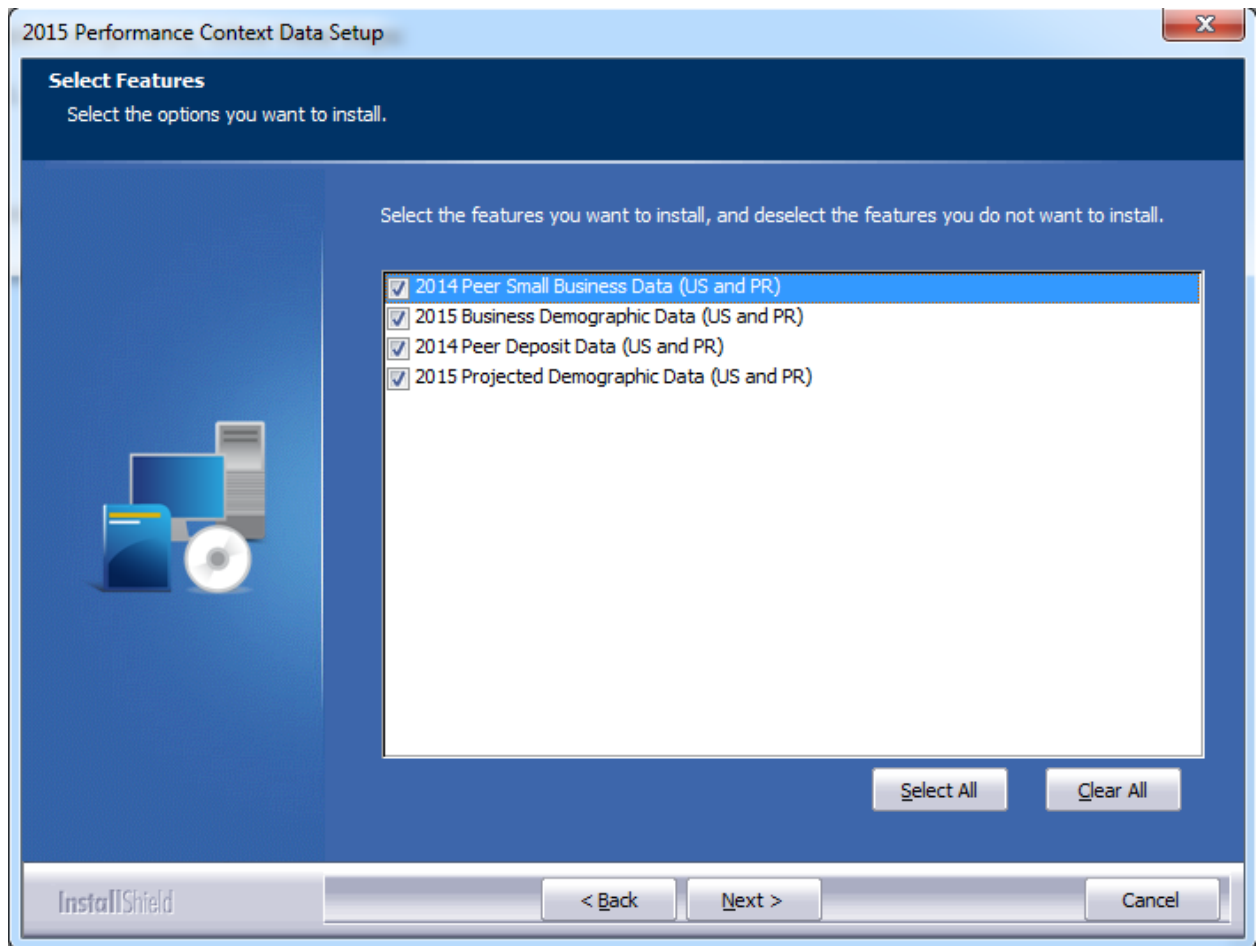 2015 Performance Context Data Setup
Select Features
Select the options you want to install.
Select the features you want to install, and deselect the features you do not want to install.
2014 Peer Small Business Data (US and PR)
2015 Business Demographic Data (US and PR)
2014 Peer Deposit Data (US and PR)
2015 Projected Demographic Data (US and PR)
Select All
Clear All
InstallShield
< Back
Next >
Cancel